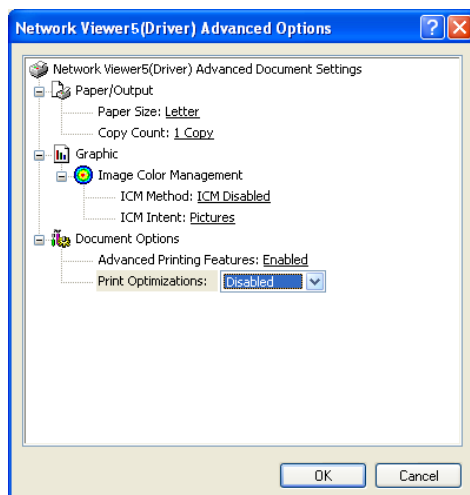 Network Viewer5(Driver) Advanced Options
Network Viewer5(Driver) Advanced Document Settings
Paper/Output
Paper Size: Letter
Copy Count: 1 Copy
Graphic
Image Color Management
ICM Method: ICM Disabled
ICM Intent: Pictures
Document Options
Advanced Printing Features: Enabled
Print Optimizations: Disabled
OK Cancel